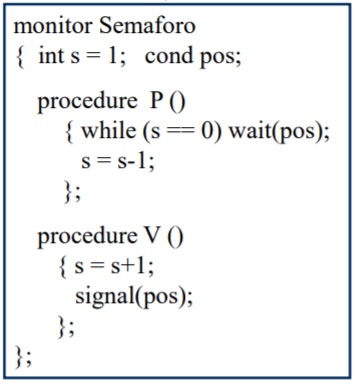 monitor Semaforo
{ int s = 1; cond pos;
procedure P ()
{ while (s == 0) wait(pos);
s = s-1;
};
procedure V ()
{ s = s+1;
signal(pos);
};
};